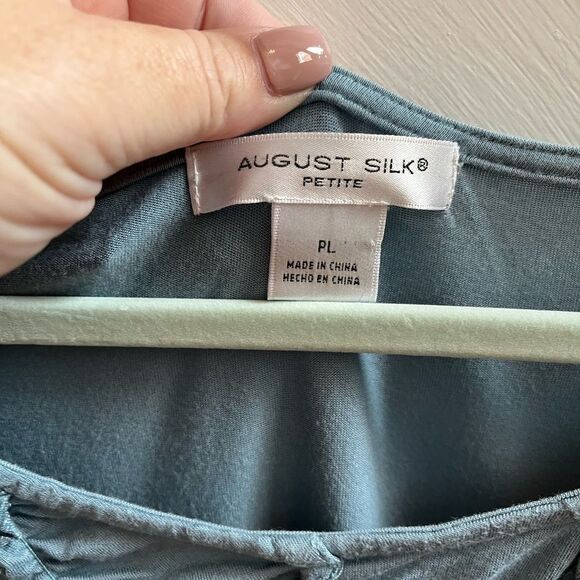 AUGUST SILK®
PETITE
PL
MADE IN CHINA
HECHO EN CHINA